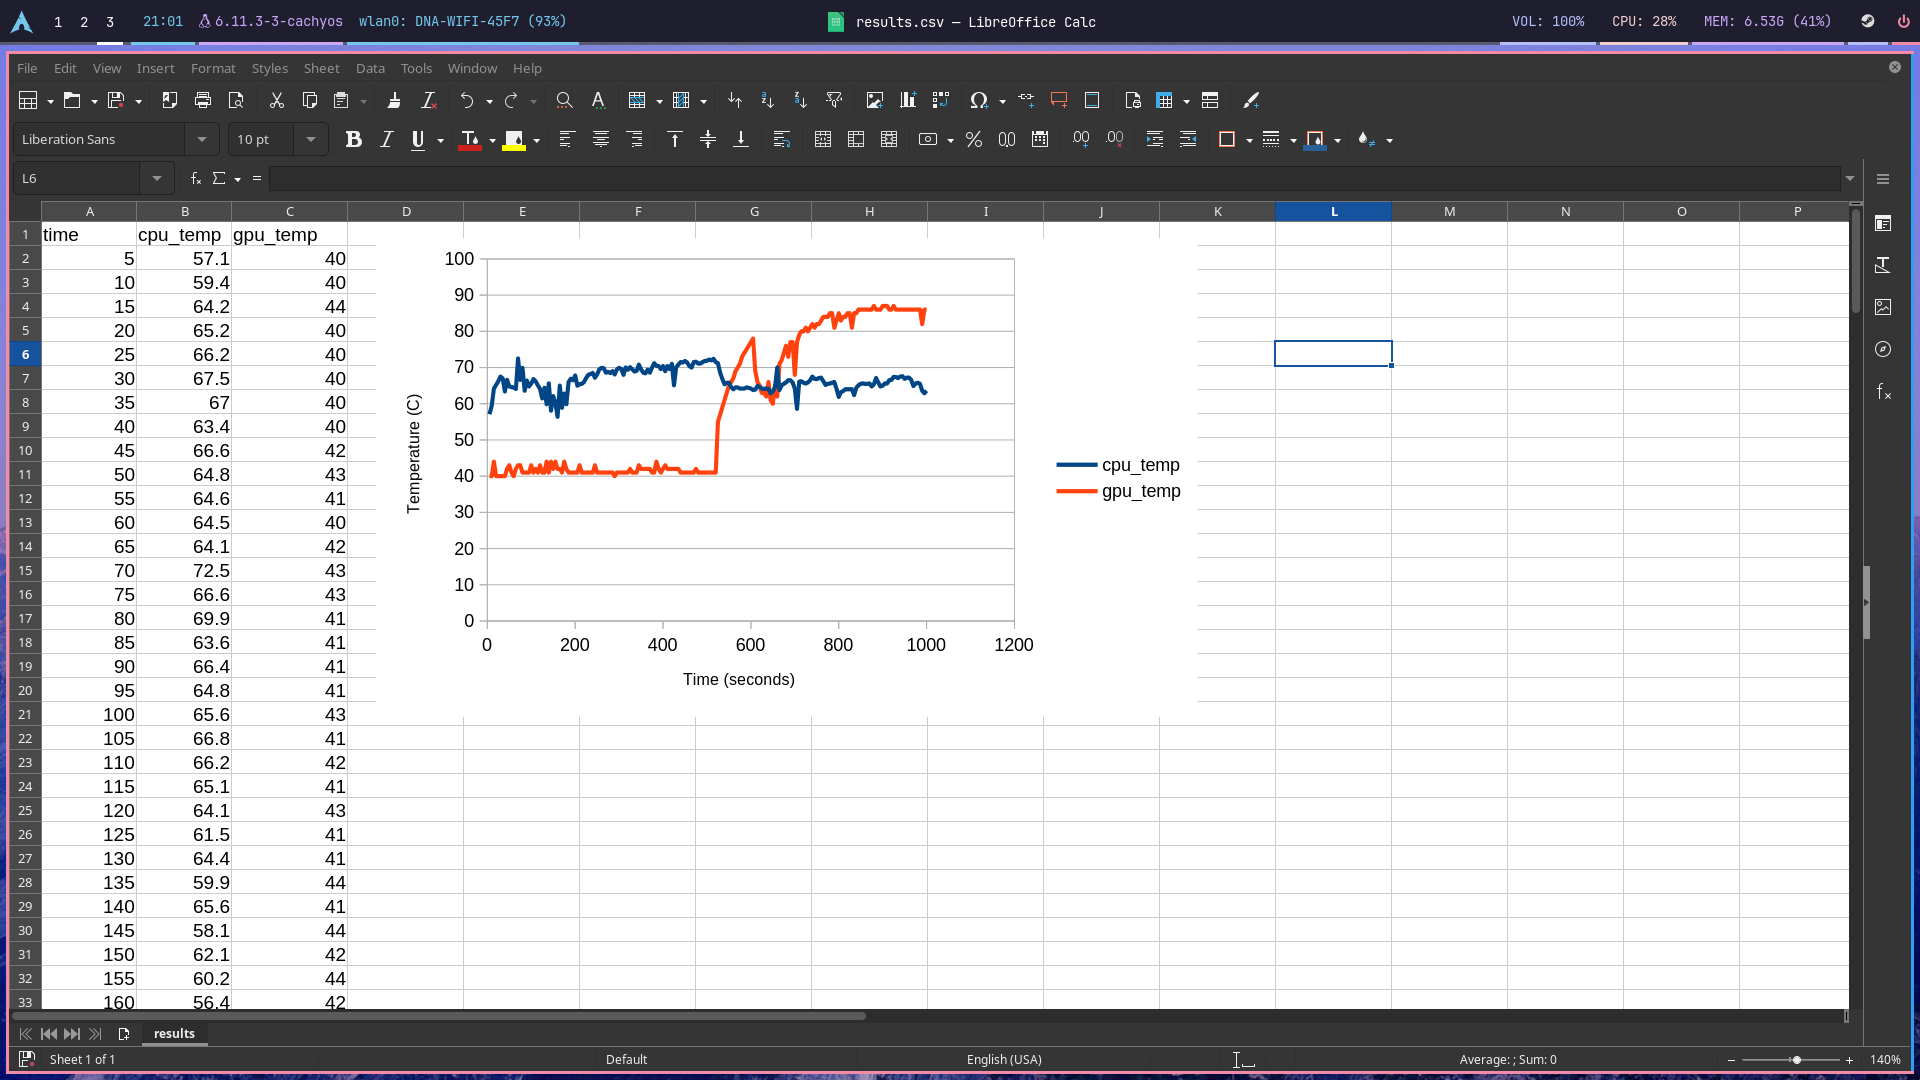 1 2 3 21:01 6.11.3-3-cachyos wlan0: DNA-WIFI-45F7 (93%) results.csv — LibreOffice Calc VOL: 100% CPU: 28% MEM: 6.53G (41%)
File Edit View Insert Format Styles Sheet Data Tools Window Help
Liberation Sans 10 pt
L6
A B C D E F G H I J K L M N O P
1 time cpu_temp gpu_temp
2 5 57.1 40
3 10 59.4 40
4 15 64.2 44
5 20 65.2 40
6 25 66.2 40
7 30 67.5 40
8 35 67 40
9 40 63.4 40
10 45 66.6 42
11 50 64.8 43
12 55 64.6 41
13 60 64.5 40
14 65 64.1 42
15 70 72.5 43
16 75 66.6 43
17 80 69.9 41
18 85 63.6 41
19 90 66.4 41
20 95 64.8 41
21 100 65.6 43
22 105 66.8 41
23 110 66.2 42
24 115 65.1 41
25 120 64.1 43
26 125 61.5 41
27 130 64.4 41
28 135 59.9 44
29 140 65.6 41
30 145 58.1 44
31 150 62.1 42
32 155 60.2 44
33 160 56.4 42
100
90
80
70
60
50
40
30
20
10
0
Temperature (C)
0 200 400 600 800 1000 1200
Time (seconds)
cpu_temp
gpu_temp
results
Sheet 1 of 1 Default English (USA) Average: ; Sum: 0 140%